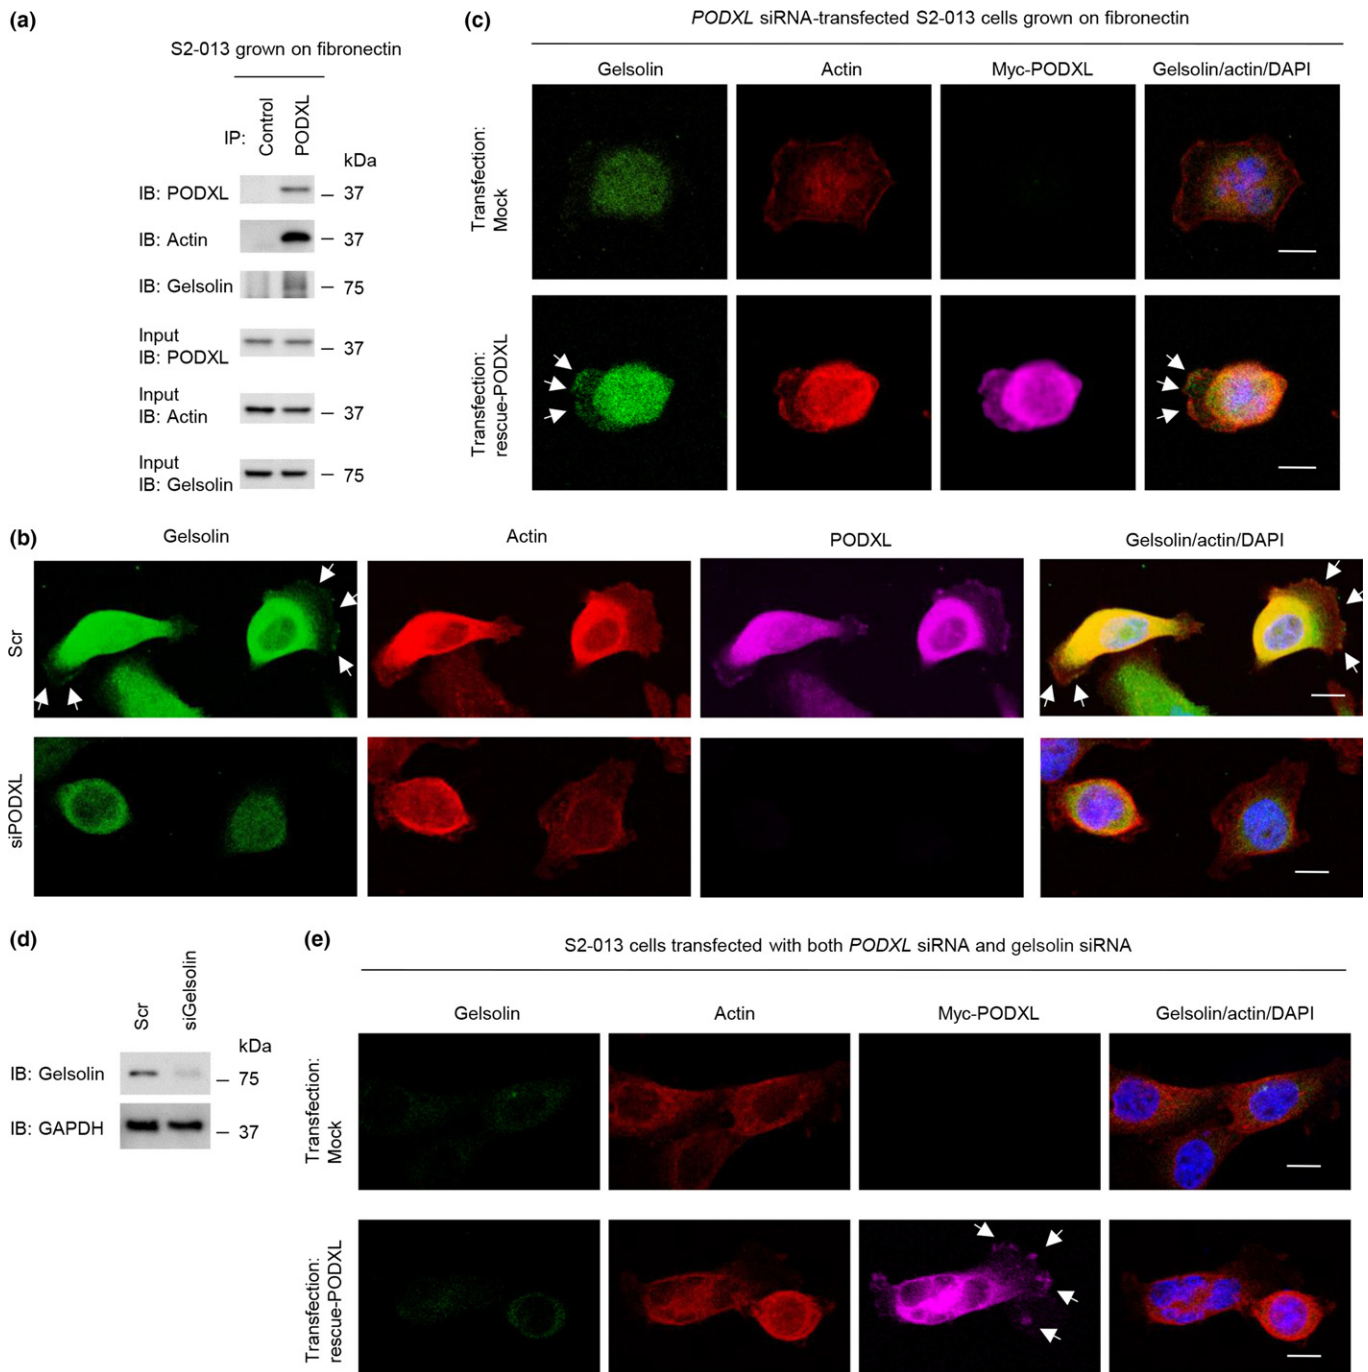 (a)
S2-013 grown on fibronectin
IP:
Control
PODXL
kDa
IB: PODXL
37
IB: Actin
37
IB: Gelsolin
75
Input
IB: PODXL
37
Input
IB: Actin
37
Input
IB: Gelsolin
75
(c)
PODXL siRNA-transfected S2-013 cells grown on fibronectin
Gelsolin Actin Myc-PODXL Gelsolin/actin/DAPI
Transfection:
Mock
Transfection:
rescue-PODXL
(b)
Gelsolin Actin PODXL Gelsolin/actin/DAPI
Scr
siPODXL
(d)
Scr
siGelsolin
kDa
IB: Gelsolin
75
IB: GAPDH
37
(e)
S2-013 cells transfected with both PODXL siRNA and gelsolin siRNA
Gelsolin Actin Myc-PODXL Gelsolin/actin/DAPI
Transfection:
Mock
Transfection:
rescue-PODXL